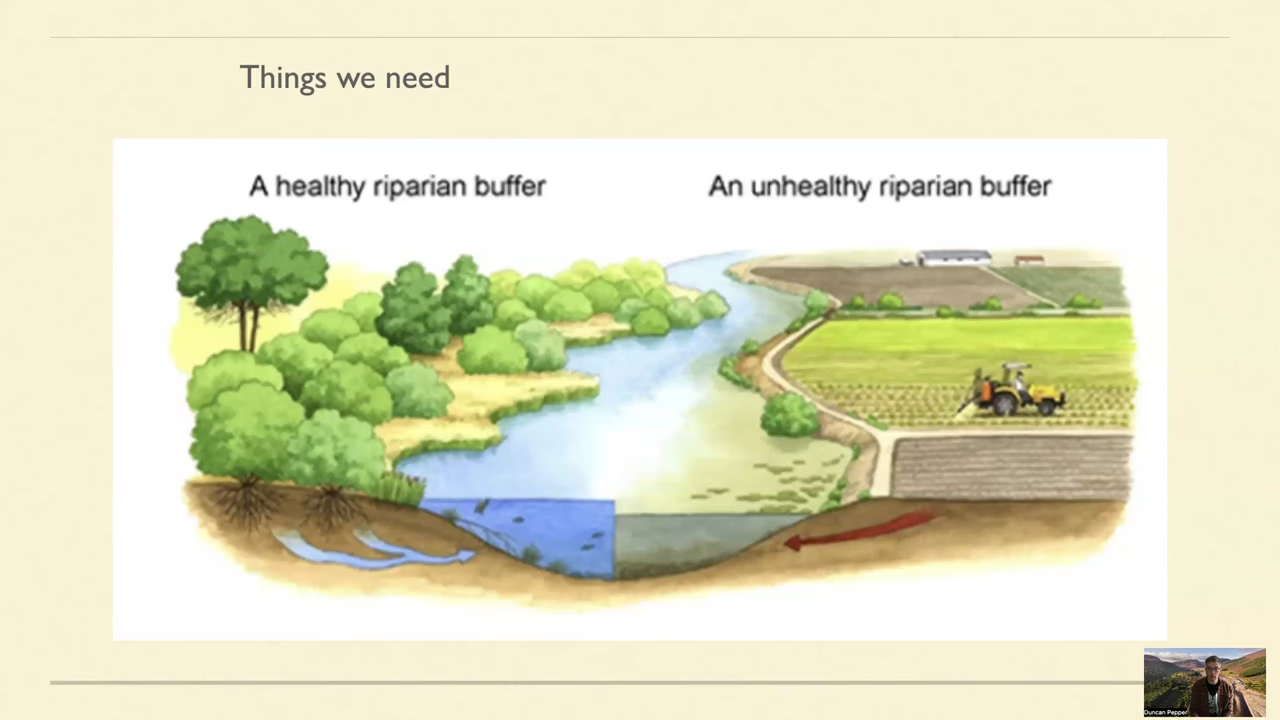 Things we need
A healthy riparian buffer
An unhealthy riparian buffer
Duncan Pepper